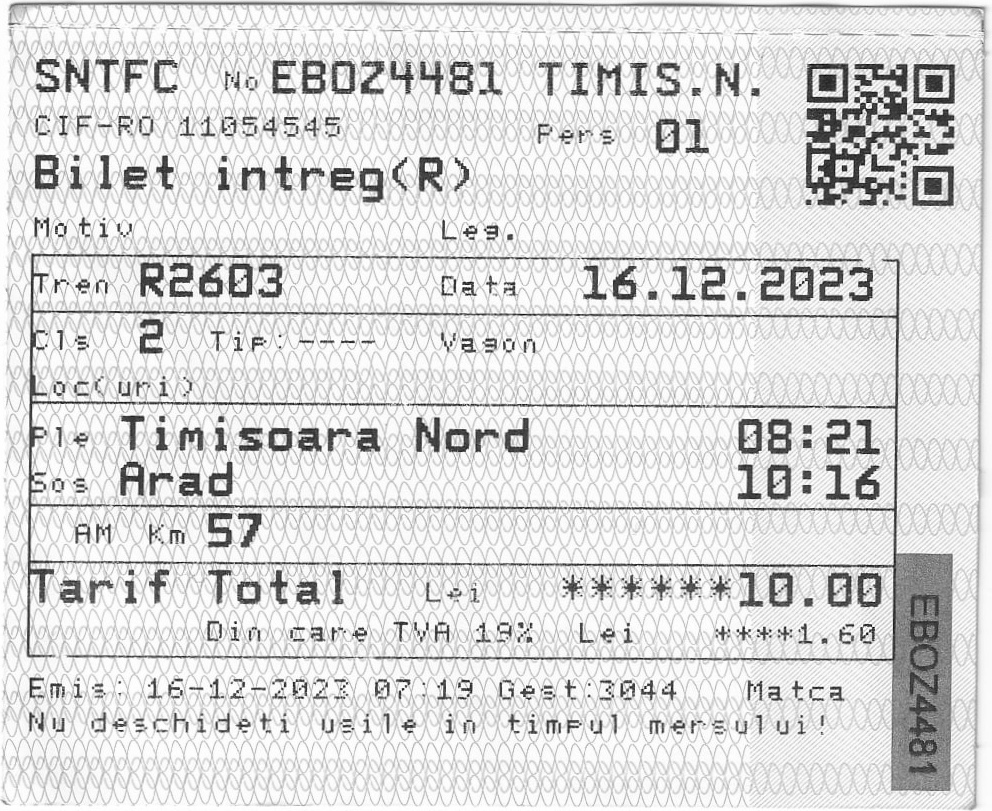 SNTFC No EBOZ4481 TIMIS.N.
CIF-RO 11054545 Pers 01
Bilet intreg(R)
Motiv Leg.
Tren R2603 Data 16.12.2023
Cls 2 Tip:---- Vagon
Loc(uri)
Ple Timisoara Nord 08:21
Sos Arad 10:16
AM Km 57
Tarif Total Lei ******10.00
Din care TVA 19% Lei ****1.60
Emis: 16-12-2023 07:19 Gest:3044 Matca
Nu deschideti usile in timpul mersului!
EBOZ4481